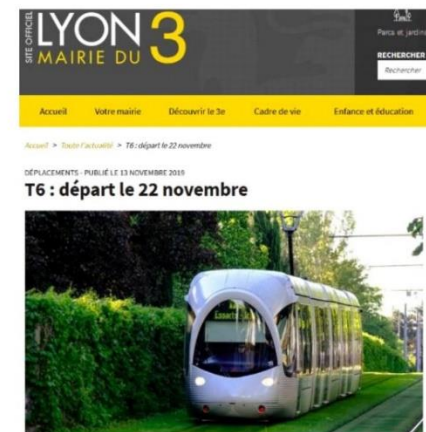 SITE OFFICIEL
LYON 3
MAIRIE DU
Parcs et jardins
RECHERCHER
Rechercher
Accueil Votre mairie Découvrir le 3e Cadre de vie Enfance et éducation
Accueil > Toute l'actualité > T6 : départ le 22 novembre
DÉPLACEMENTS - PUBLIÉ LE 13 NOVEMBRE 2019
T6 : départ le 22 novembre